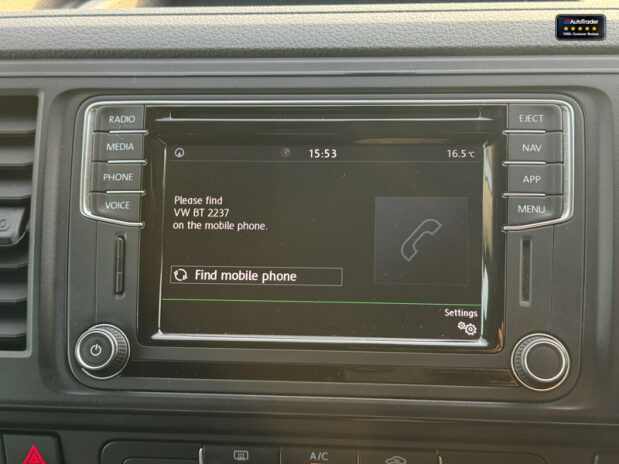 AutoTrader
RADIO
EJECT
MEDIA
NAV
PHONE
APP
VOICE
MENU
15:53
16.5°C
Please find
VW BT 2237
on the mobile phone.
Find mobile phone
Settings
A/C